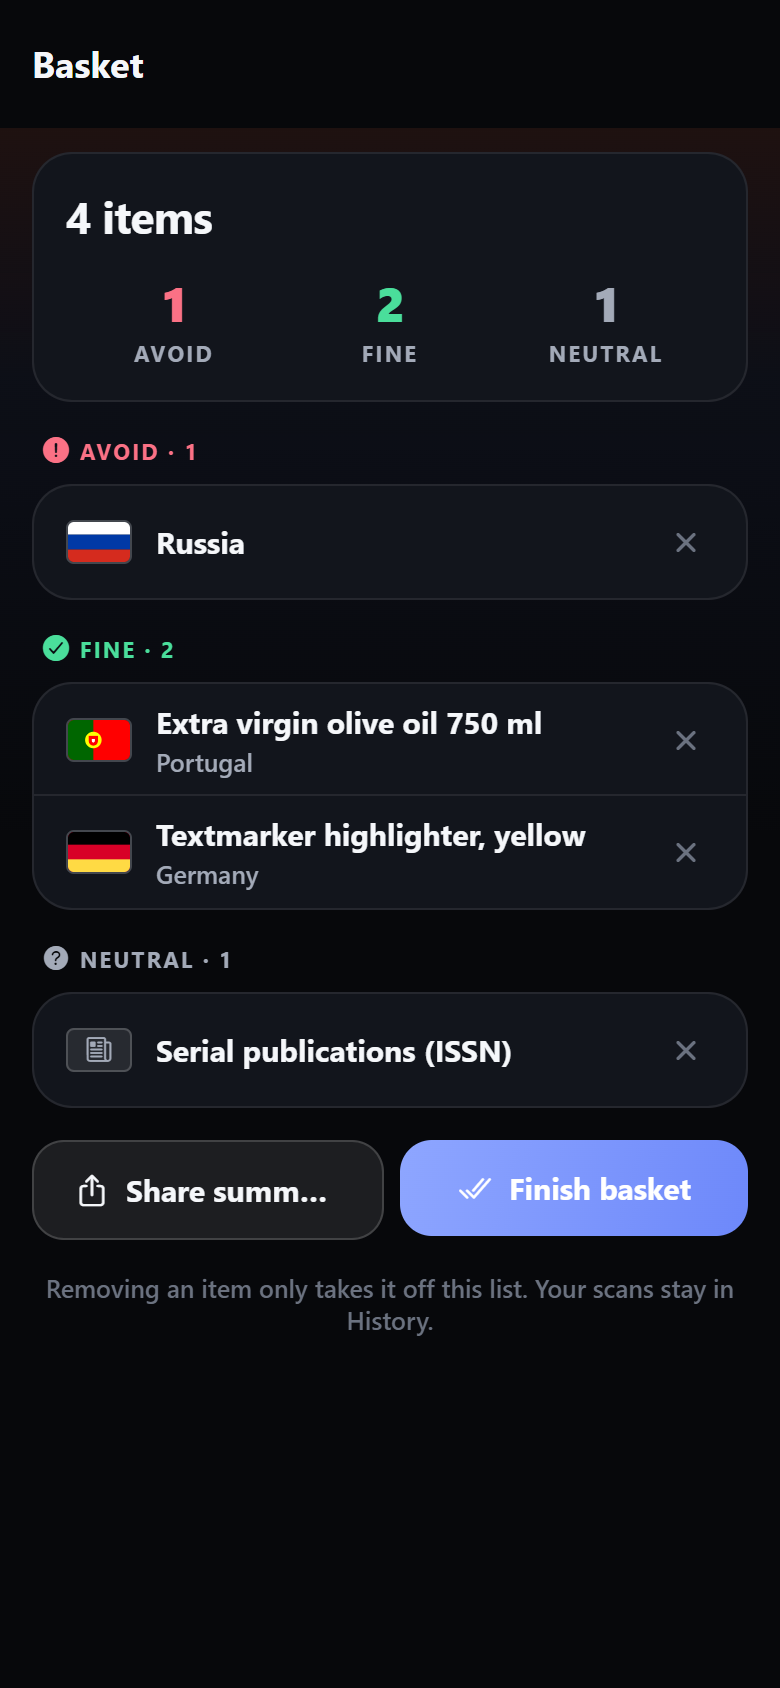 Basket
4 items
1 2 1
AVOID FINE NEUTRAL
AVOID · 1
Russia
FINE · 2
Extra virgin olive oil 750 ml
Portugal
Textmarker highlighter, yellow
Germany
NEUTRAL · 1
Serial publications (ISSN)
Share summ... Finish basket
Removing an item only takes it off this list. Your scans stay in
History.